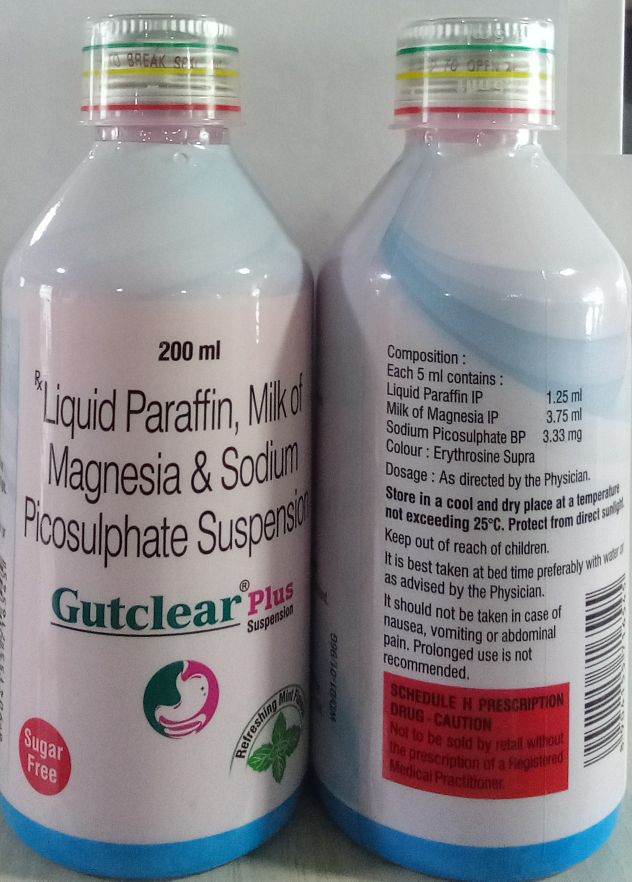 TO BREAK
TO OPEN
200 ml
Rx Liquid Paraffin, Milk of
Magnesia & Sodium
Picosulphate Suspension
Gutclear® Plus
Suspension
Refreshing Mint
Sugar
Free
Composition :
Each 5 ml contains :
Liquid Paraffin IP 1.25 ml
Milk of Magnesia IP 3.75 ml
Sodium Picosulphate BP 3.33 mg
Colour : Erythrosine Supra
Dosage : As directed by the Physician.
Store in a cool and dry place at a temperature
not exceeding 25°C. Protect from direct sunlight.
Keep out of reach of children.
It is best taken at bed time preferably with water or
as advised by the Physician.
It should not be taken in case of
nausea, vomiting or abdominal
pain. Prolonged use is not
recommended.
SCHEDULE H PRESCRIPTION
DRUG - CAUTION
Not to be sold by retail without
the prescription of a Registered
Medical Practitioner.